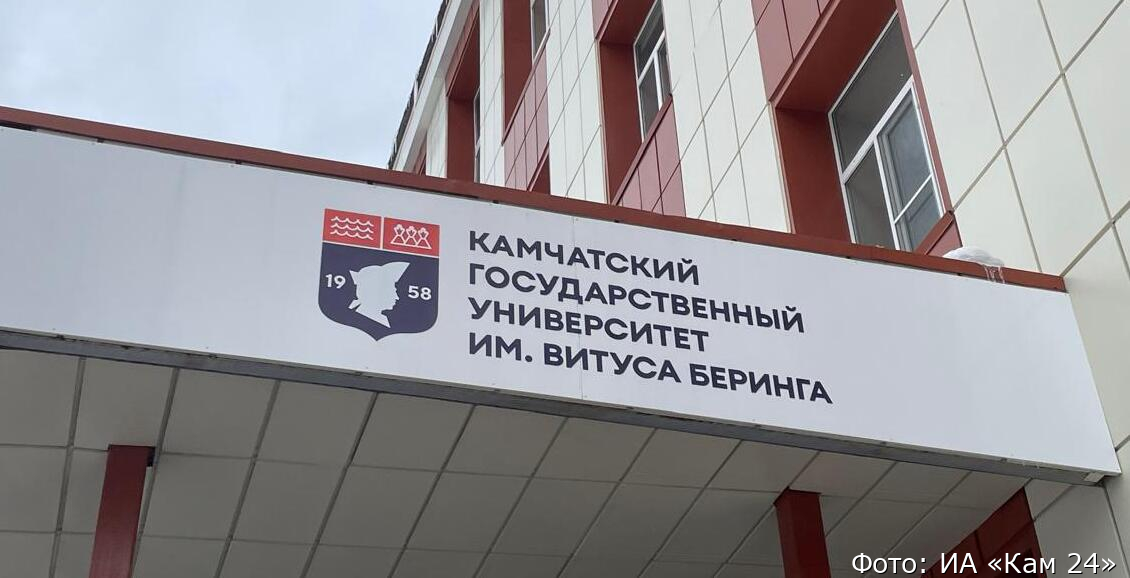 КАМЧАТСКИЙ
ГОСУДАРСТВЕННЫЙ
УНИВЕРСИТЕТ
ИМ. ВИТУСА БЕРИНГА
19 58
Фото: ИА «Кам 24»